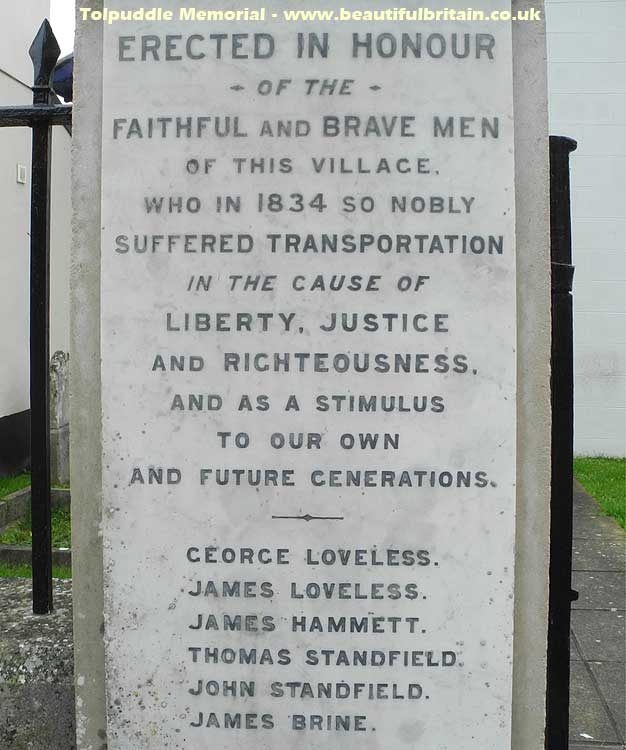 Tolpuddle Memorial - www.beautifulbritain.co.uk
ERECTED IN HONOUR
OF THE
FAITHFUL AND BRAVE MEN
OF THIS VILLAGE,
WHO IN 1834 SO NOBLY
SUFFERED TRANSPORTATION
IN THE CAUSE OF
LIBERTY, JUSTICE
AND RIGHTEOUSNESS,
AND AS A STIMULUS
TO OUR OWN
AND FUTURE GENERATIONS.
GEORGE LOVELESS.
JAMES LOVELESS.
JAMES HAMMETT.
THOMAS STANDFIELD.
JOHN STANDFIELD.
JAMES BRINE.